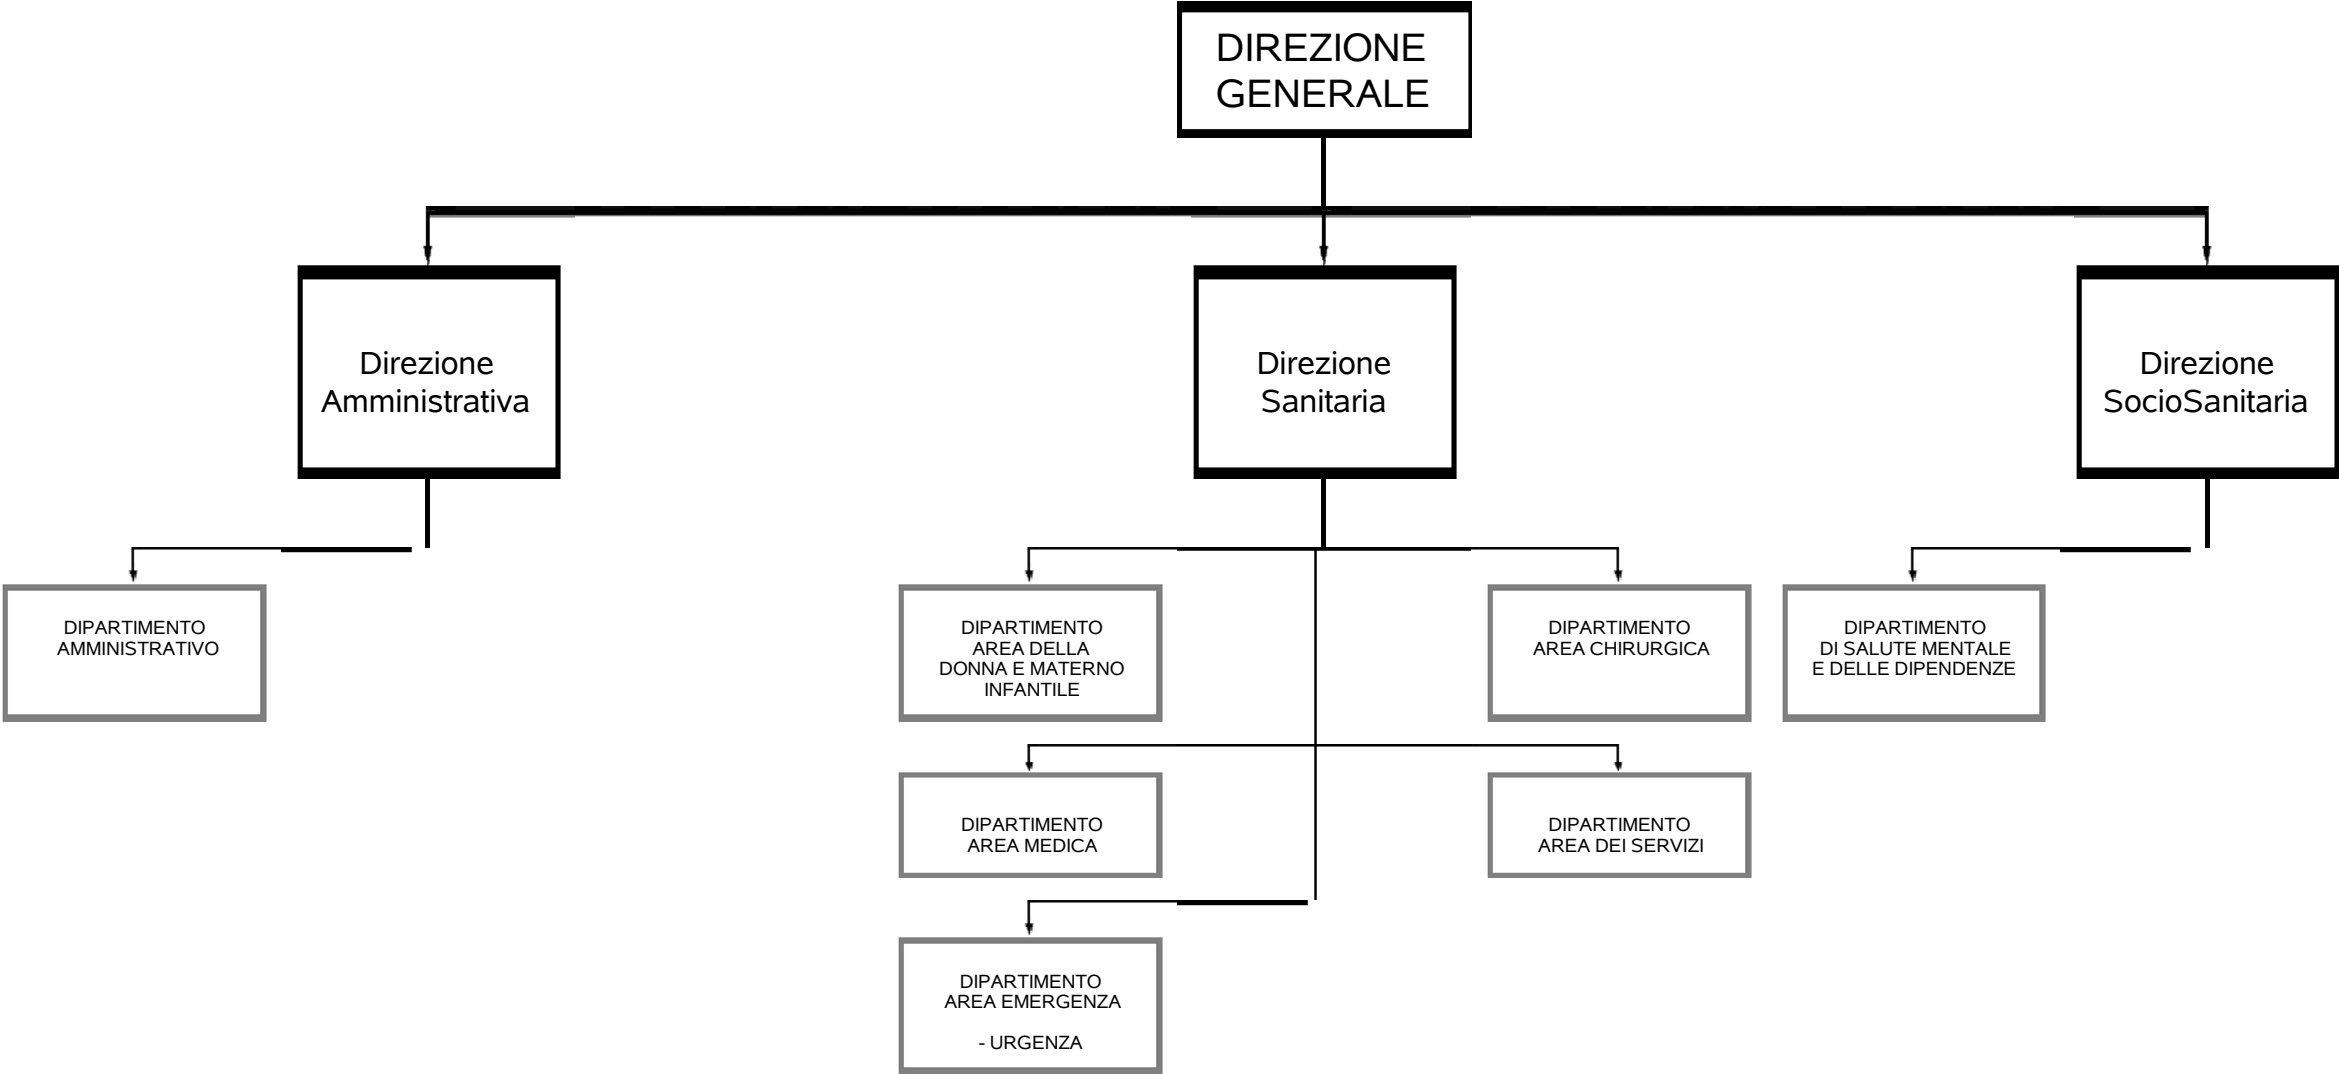 DIREZIONE
GENERALE
Direzione
Amministrativa
Direzione
Sanitaria
Direzione
SocioSanitaria
DIPARTIMENTO
AMMINISTRATIVO
DIPARTIMENTO
AREA DELLA
DONNA E MATERNO
INFANTILE
DIPARTIMENTO
AREA CHIRURGICA
DIPARTIMENTO
DI SALUTE MENTALE
E DELLE DIPENDENZE
DIPARTIMENTO
AREA MEDICA
DIPARTIMENTO
AREA DEI SERVIZI
DIPARTIMENTO
AREA EMERGENZA
- URGENZA